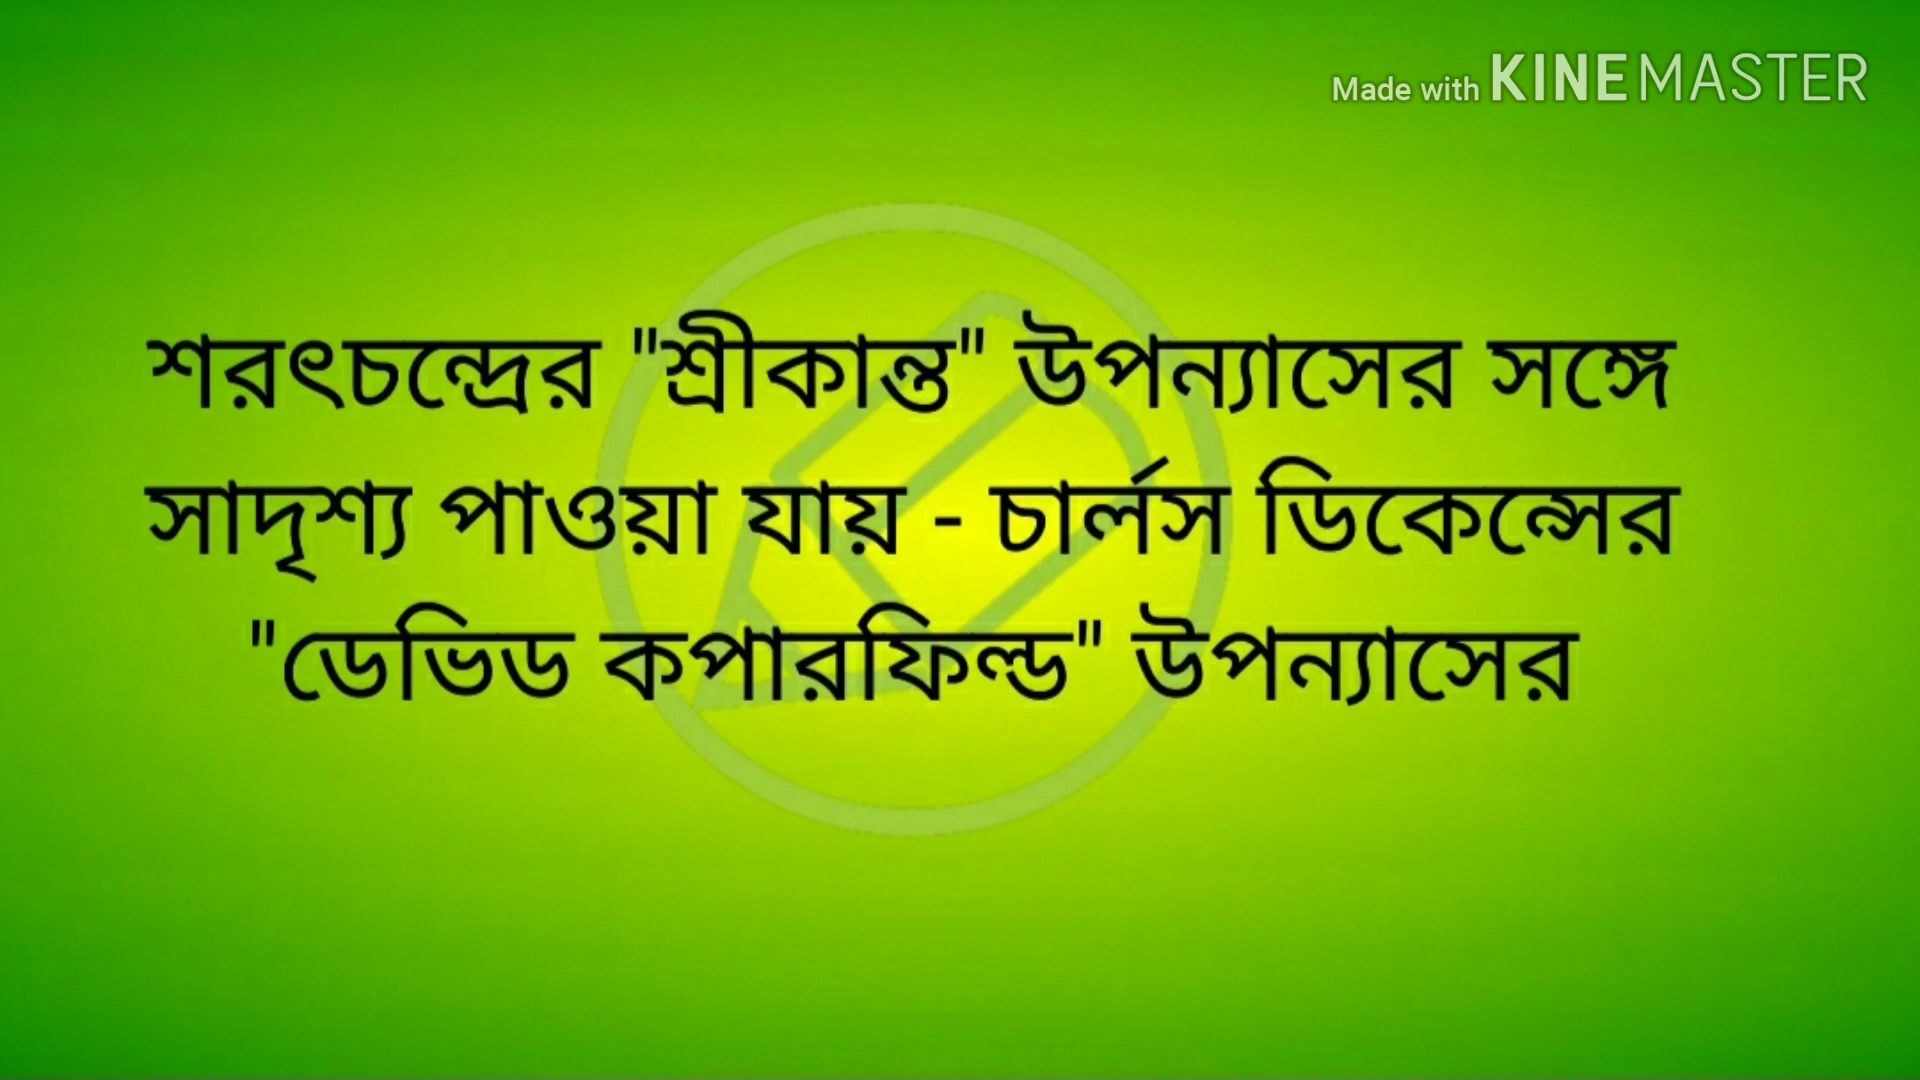 Made with KINEMASTER
শরৎচন্দ্রের "শ্রীকান্ত" উপন্যাসের সঙ্গে
সাদৃশ্য পাওয়া যায় - চার্লস ডিকেন্সের
"ডেভিড কপারফিল্ড" উপন্যাসের